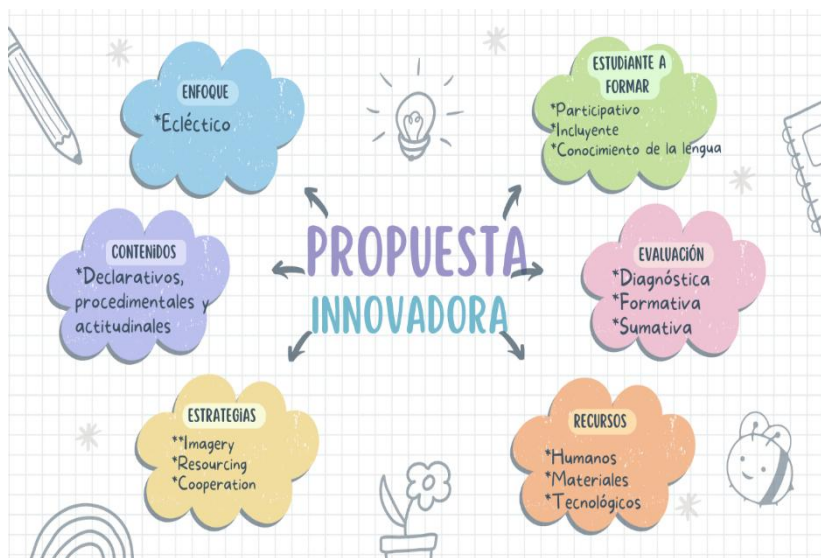 PROPUESTA
INNOVADORA
ENFOQUE
*Ecléctico
ESTUDIANTE A
FORMAR
*Participativo
*Incluyente
*Conocimiento de la lengua
CONTENIDOS
*Declarativos,
procedimentales y
actitudinales
EVALUACIÓN
*Diagnóstica
*Formativa
*Sumativa
ESTRATEGIAS
**Imagery
*Resourcing
*Cooperation
RECURSOS
*Humanos
*Materiales
*Tecnológicos